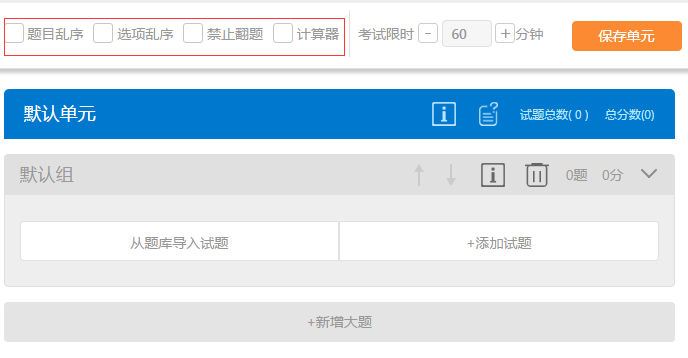 题目乱序 选项乱序 禁止翻题 计算器 考试限时 - 60 + 分钟 保存单元
默认单元 试题总数( 0 ) 总分数(0)
默认组 0题 0分
从题库导入试题 +添加试题
+新增大题